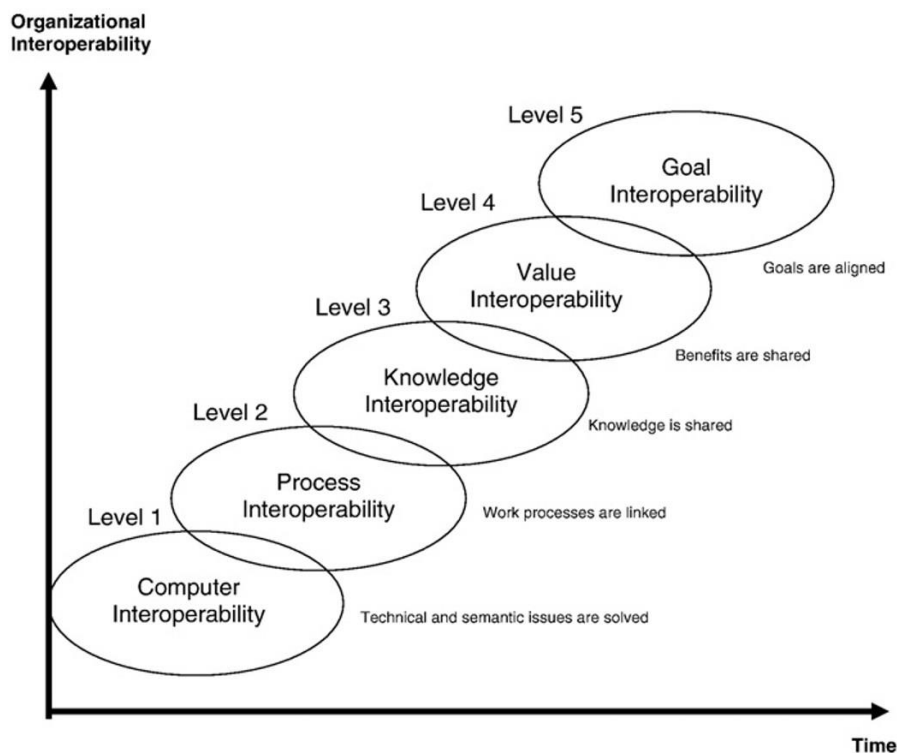 Organizational
Interoperability
Level 5
Goal
Interoperability
Goals are aligned
Level 4
Value
Interoperability
Benefits are shared
Level 3
Knowledge
Interoperability
Knowledge is shared
Level 2
Process
Interoperability
Work processes are linked
Level 1
Computer
Interoperability
Technical and semantic issues are solved
Time